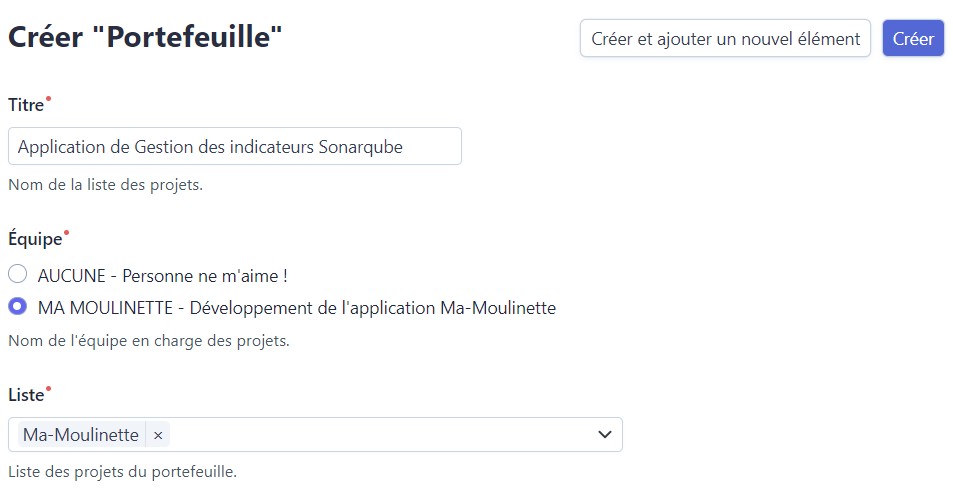 Créer "Portefeuille"
Créer et ajouter un nouvel élément
Créer
Titre*
Application de Gestion des indicateurs Sonarqube
Nom de la liste des projets.
Équipe*
AUCUNE - Personne ne m'aime !
MA MOULINETTE - Développement de l'application Ma-Moulinette
Nom de l'équipe en charge des projets.
Liste*
Ma-Moulinette ×
Liste des projets du portefeuille.